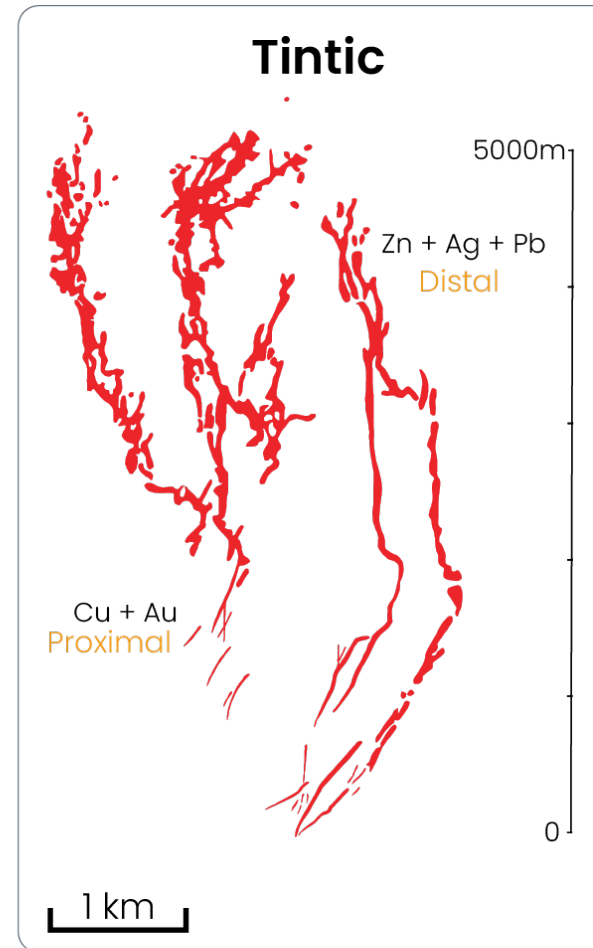 Tintic
5000m
Zn + Ag + Pb
Distal
Cu + Au
Proximal
0
1 km